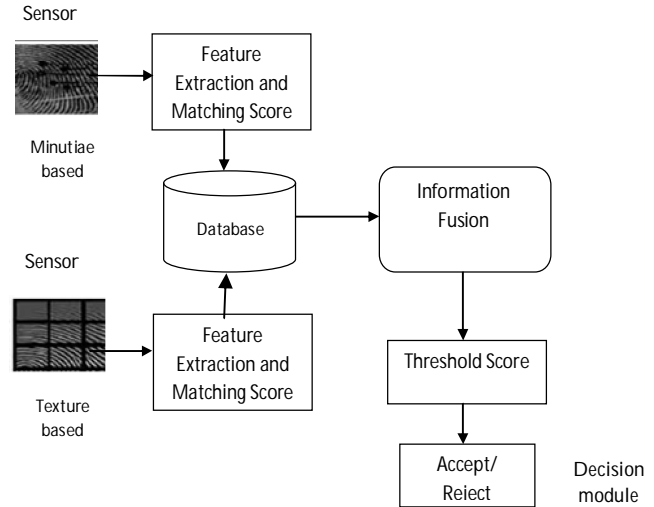 Sensor
Feature
Extraction and
Matching Score
Minutiae
based
Database
Information
Fusion
Sensor
Feature
Extraction and
Matching Score
Texture
based
Threshold Score
Accept/
Reject
Decision
module